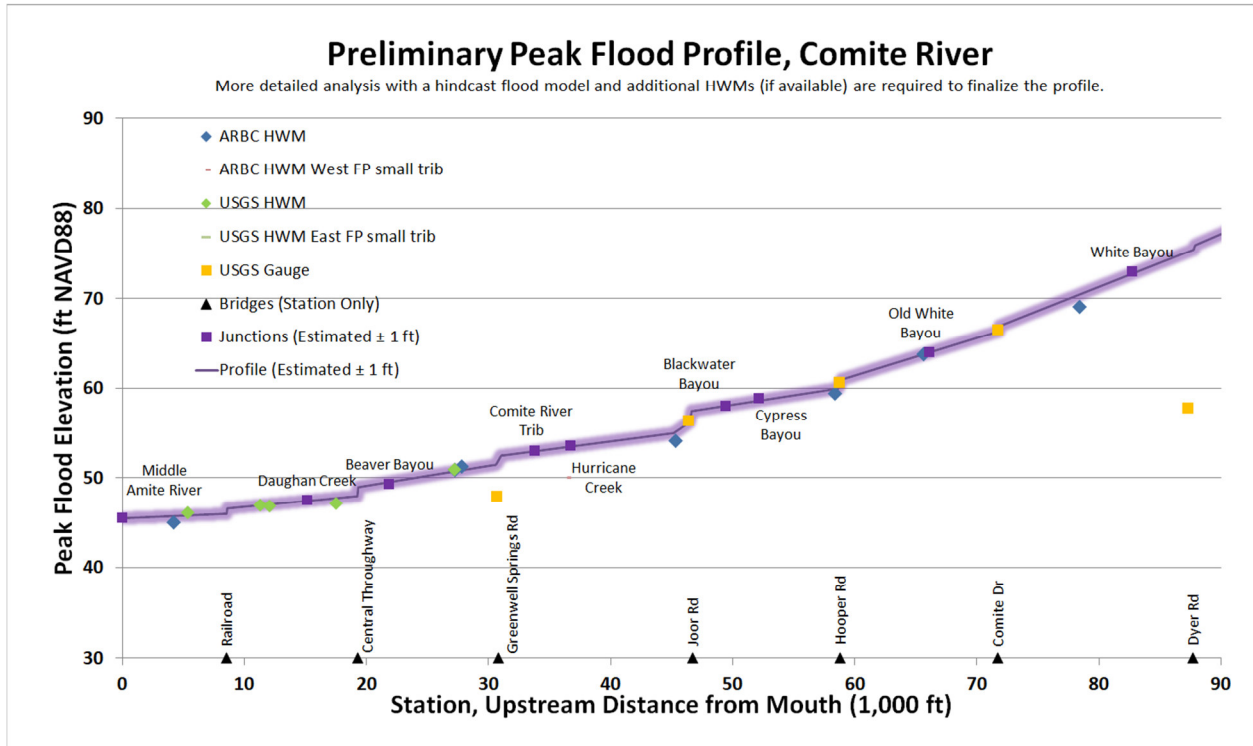 Preliminary Peak Flood Profile, Comite River
More detailed analysis with a hindcast flood model and additional HWMs (if available) are required to finalize the profile.
Peak Flood Elevation (ft NAVD88)
90
80
70
60
50
40
30
ARBC HWM
ARBC HWM West FP small trib
USGS HWM
USGS HWM East FP small trib
USGS Gauge
Bridges (Station Only)
Junctions (Estimated ± 1 ft)
Profile (Estimated ± 1 ft)
Middle
Amite River
Daughan Creek
Beaver Bayou
Comite River
Trib
Hurricane
Creek
Blackwater
Bayou
Cypress
Bayou
Old White
Bayou
White Bayou
Railroad
Central Throughway
Greenwell Springs Rd
Joor Rd
Hooper Rd
Comite Dr
Dyer Rd
0
10
20
30
40
50
60
70
80
90
Station, Upstream Distance from Mouth (1,000 ft)